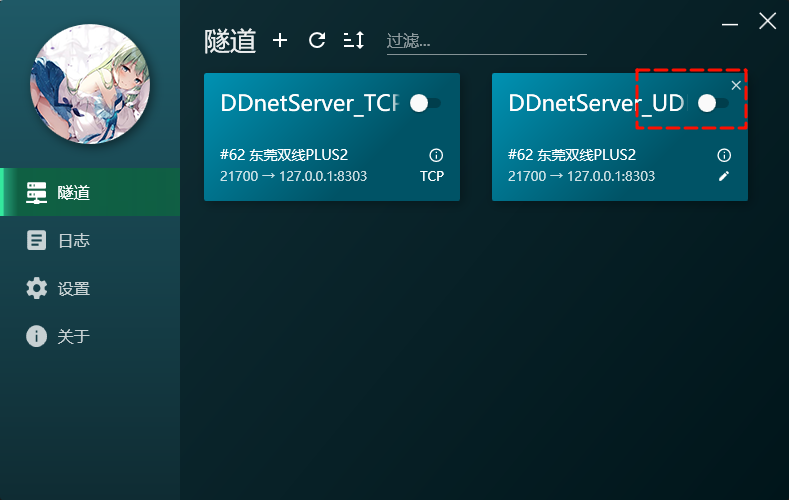 隧道
过滤...
DDnetServer_TCP
#62 东莞双线PLUS2
21700 → 127.0.0.1:8303
TCP
DDnetServer_UD
#62 东莞双线PLUS2
21700 → 127.0.0.1:8303
隧道
日志
设置
关于